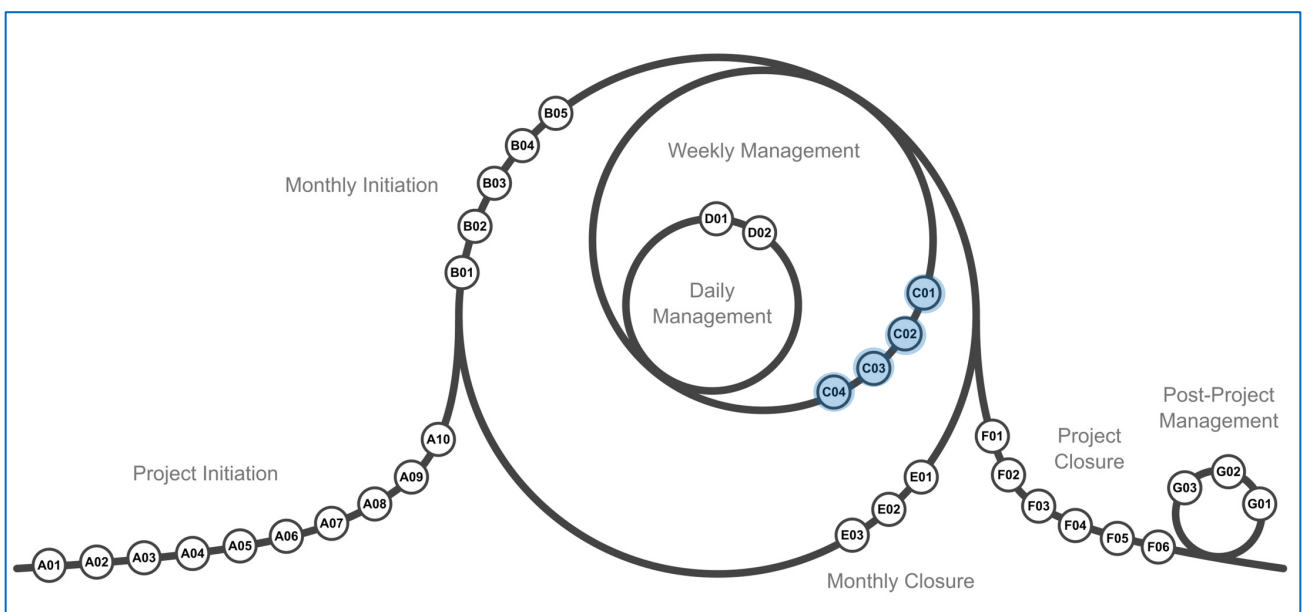 B05
B04
Weekly Management
B03
Monthly Initiation
B02
D01
D02
B01
Daily
Management
C01
C02
C03
C04
Post-Project
Management
A10
F01
Project
Closure
Project Initiation
A09
E01
F02
G03
G02
G01
A08
E02
F03
A07
A06
E03
F04
A05
F05
A04
F06
A03
A02
A01
Monthly Closure